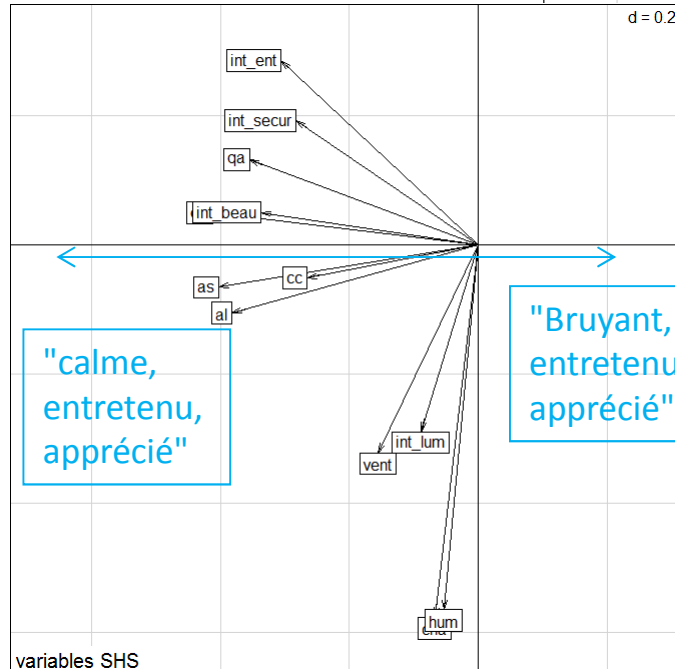 d = 0.2
int_ent
int_secur
qa
int_beau
cc
as
al
"Bruyant,
entretenu
apprécié"
"calme,
entretenu,
apprécié"
int_lum
vent
hum
variables SHS